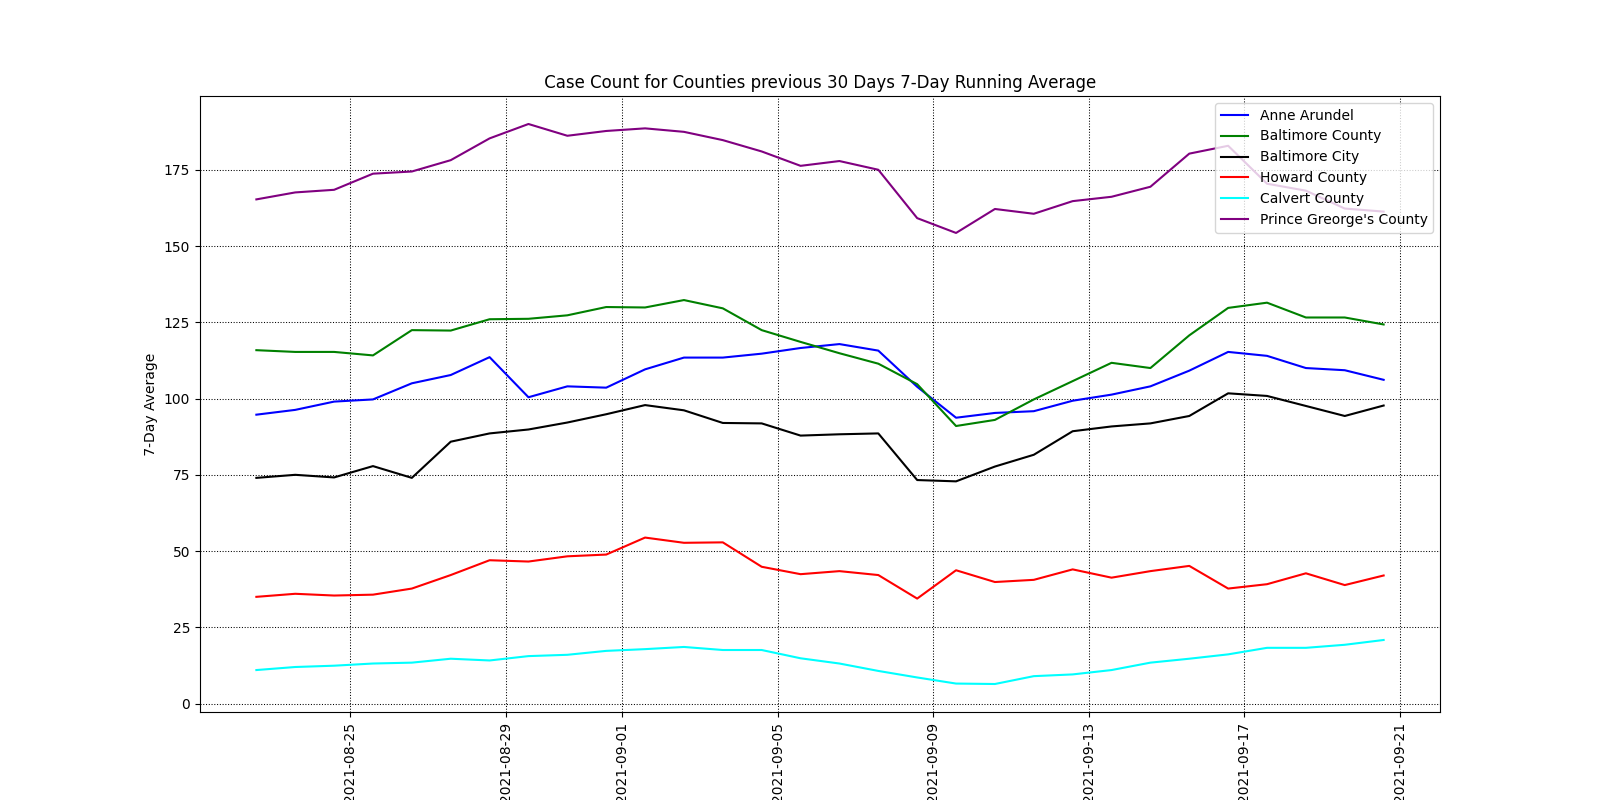 Case Count for Counties previous 30 Days 7-Day Running Average
Anne Arundel
Baltimore County
Baltimore City
Howard County
Calvert County
Prince Greorge's County
7-Day Average
175
150
125
100
75
50
25
0
2021-08-25
2021-08-29
2021-09-01
2021-09-05
2021-09-09
2021-09-13
2021-09-17
2021-09-21